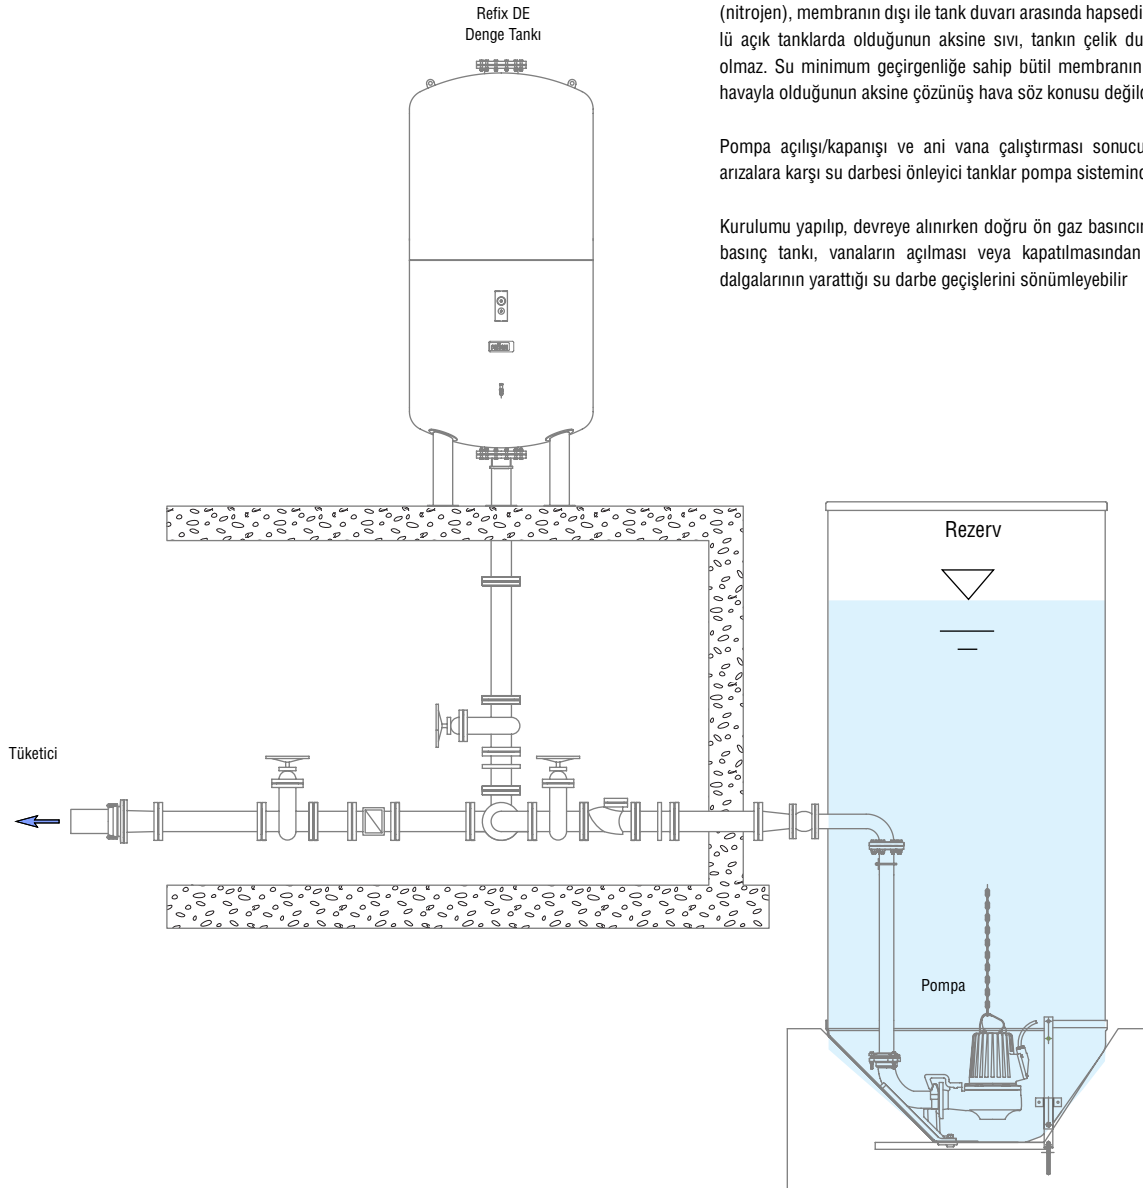 Refix DE
Denge Tankı
(nitrojen), membranın dışı ile tank duvarı arasında hapsedi
lü açık tanklarda olduğunun aksine sıvı, tankın çelik du
olmaz. Su minimum geçirgenliğe sahip bütil membranın
havayla olduğunun aksine çözünüş hava söz konusu değil
Pompa açılışı/kapanışı ve ani vana çalıştırması sonucu
arızalara karşı su darbesi önleyici tanklar pompa sistemin
Kurulumu yapılıp, devreye alınırken doğru ön gaz basıncı
basınç tankı, vanaların açılması veya kapatılmasından
dalgalarının yarattığı su darbe geçişlerini sönümleyebilir
Rezerv
Tüketici
Pompa